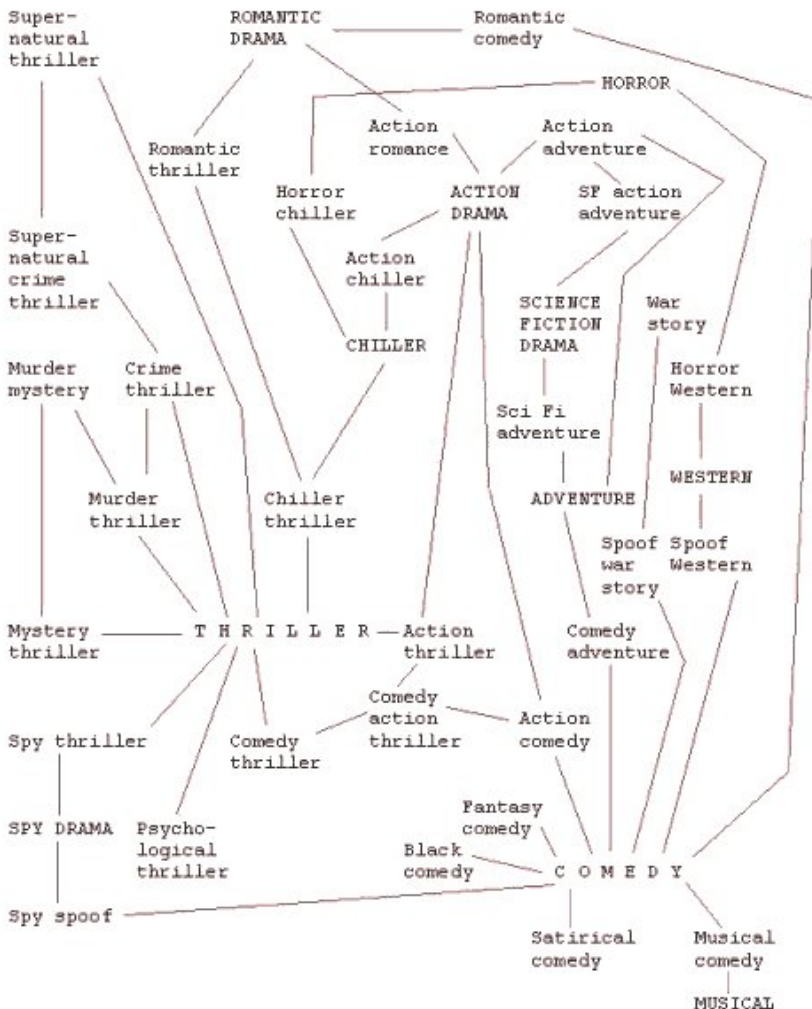 Super-
natural
thriller
ROMANTIC
DRAMA
Romantic
comedy
HORROR
Romantic
thriller
Action
romance
Action
adventure
Horror
chiller
ACTION
DRAMA
SF action
adventure
Super-
natural
crime
thriller
Action
chiller
SCIENCE
FICTION
DRAMA
War
story
CHILLER
Murder
mystery
Crime
thriller
Horror
Western
Sci Fi
adventure
Murder
thriller
Chiller
thriller
ADVENTURE
WESTERN
Spoof
war
story
Spoof
Western
Mystery
thriller
T H R I L L E R
Action
thriller
Comedy
adventure
Spy thriller
Comedy
thriller
Comedy
action
thriller
Action
comedy
SPY DRAMA
Psycho-
logical
thriller
Fantasy
comedy
Black
comedy
C O M E D Y
Spy spoof
Satirical
comedy
Musical
comedy
MUSICAL